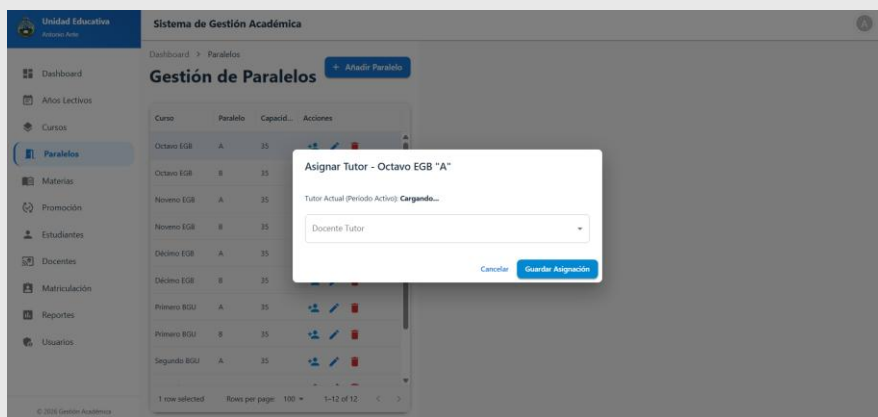 Unidad Educativa
Antonio Ante
Sistema de Gestión Académica
A
Dashboard
Años Lectivos
Cursos
Paralelos
Materias
Promoción
Estudiantes
Docentes
Matriculación
Reportes
Usuarios
© 2026 Gestión Académica
Dashboard > Paralelos
Gestión de Paralelos
+ Añadir Paralelo
Curso Paralelo Capacid... Acciones
Octavo EGB A 35
Octavo EGB B 35
Noveno EGB A 35
Noveno EGB B 35
Décimo EGB A 35
Décimo EGB B 35
Primero BGU A 35
Primero BGU B 35
Segundo BGU A 35
1 row selected Rows per page: 100 1–12 of 12
Asignar Tutor - Octavo EGB "A"
Tutor Actual (Periodo Activo): Cargando...
Docente Tutor
Cancelar Guardar Asignación